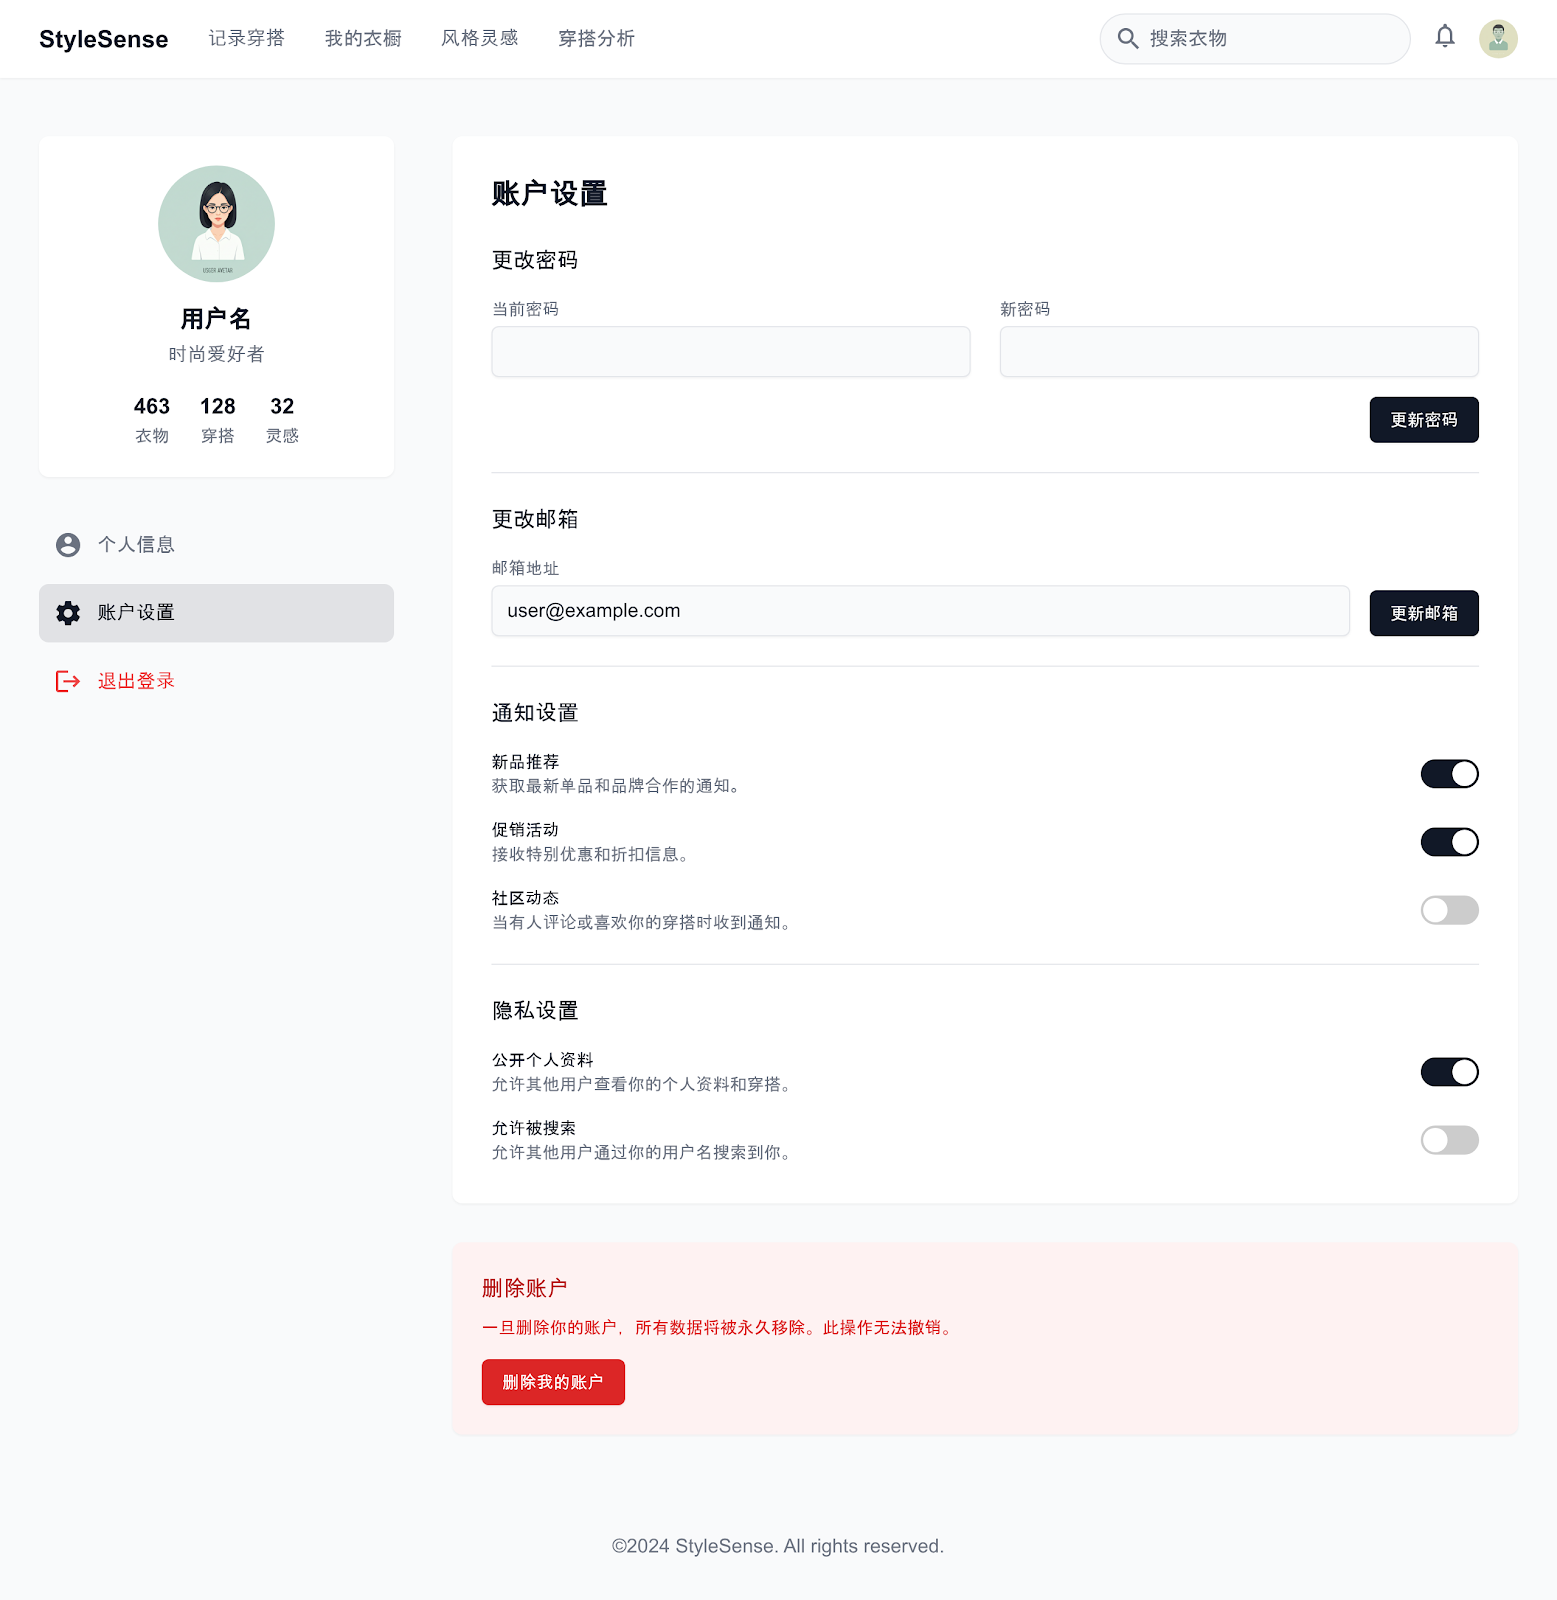 StyleSense 记录穿搭 我的衣橱 风格灵感 穿搭分析 搜索衣物
用户名
时尚爱好者
463 128 32
衣物 穿搭 灵感
个人信息
账户设置
退出登录
账户设置
更改密码
当前密码 新密码
更新密码
更改邮箱
邮箱地址
user@example.com 更新邮箱
通知设置
新品推荐
获取最新单品和品牌合作的通知。
促销活动
接收特别优惠和折扣信息。
社区动态
当有人评论或喜欢你的穿搭时收到通知。
隐私设置
公开个人资料
允许其他用户查看你的个人资料和穿搭。
允许被搜索
允许其他用户通过你的用户名搜索到你。
删除账户
一旦删除你的账户，所有数据将被永久移除。此操作无法撤销。
删除我的账户
©2024 StyleSense. All rights reserved.